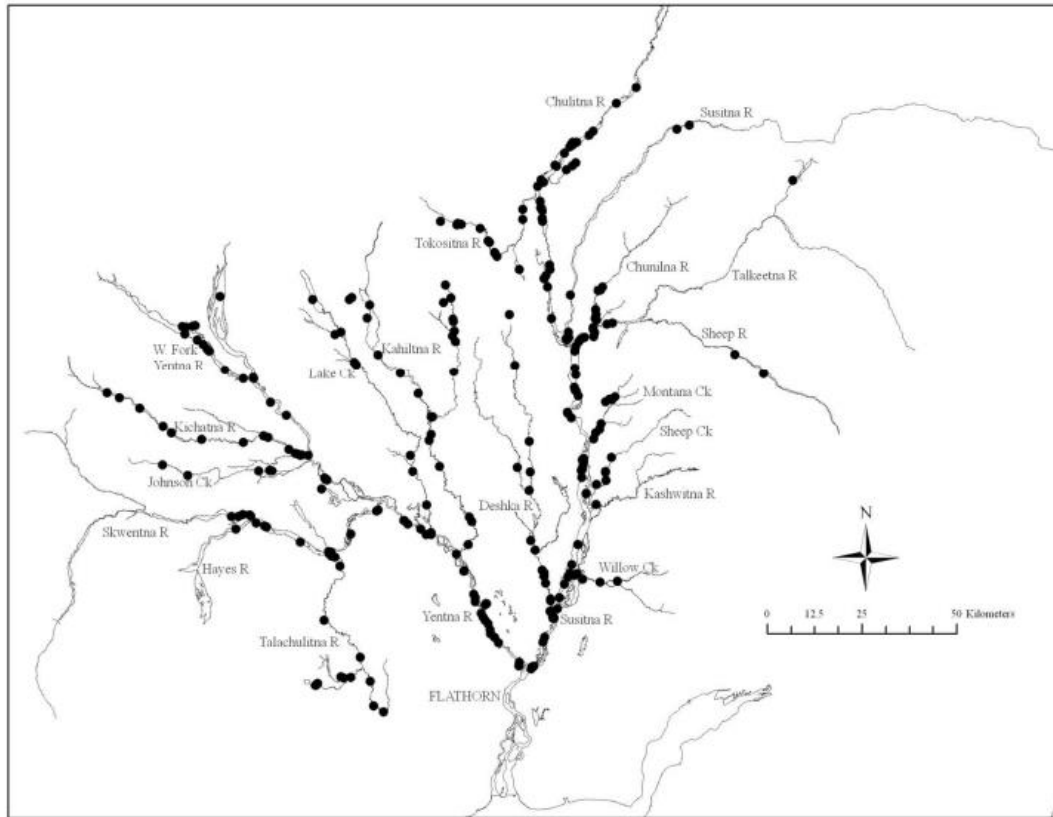 Chulitna R
Susitna R
Tokositna R
Chunilna R
Talkeetna R
Sheep R
W. Fork
Yentna R
Lake Ck
Kahiltna R
Montana Ck
Sheep Ck
Kichatna R
Johnson Ck
Kashwitna R
Deshka R
Skwentna R
Hayes R
Willow Ck
N
Yentna R
Susitna R
0 12.5 25 50 Kilometers
Talachulitna R
FLATHORN